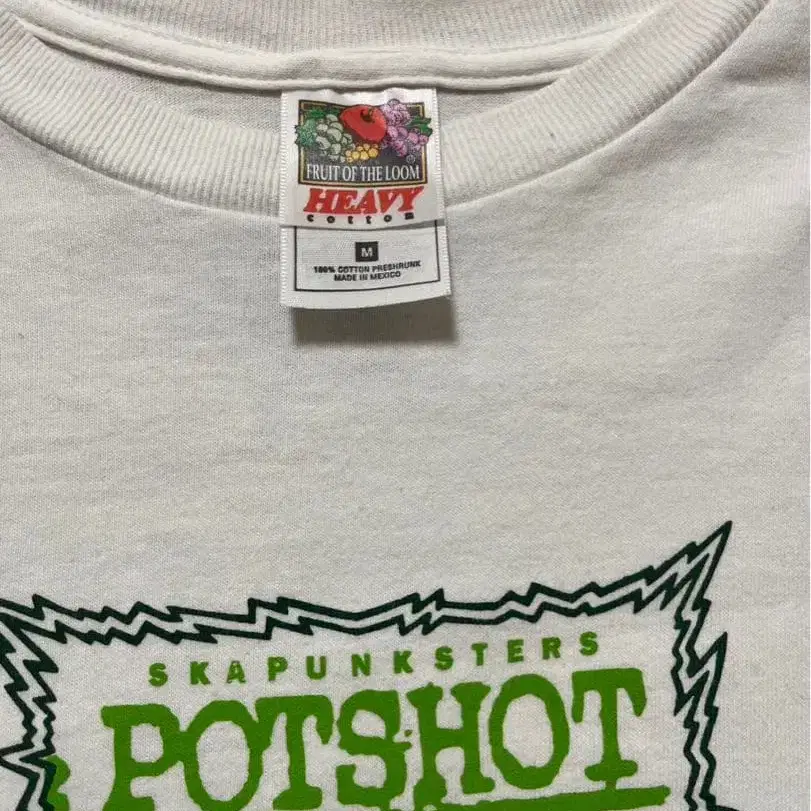 FRUIT OF THE LOOM
®
HEAVY
cotton
M
100% COTTON PRESHRUNK
MADE IN MEXICO
SKAPUNKSTERS
POTSHOT